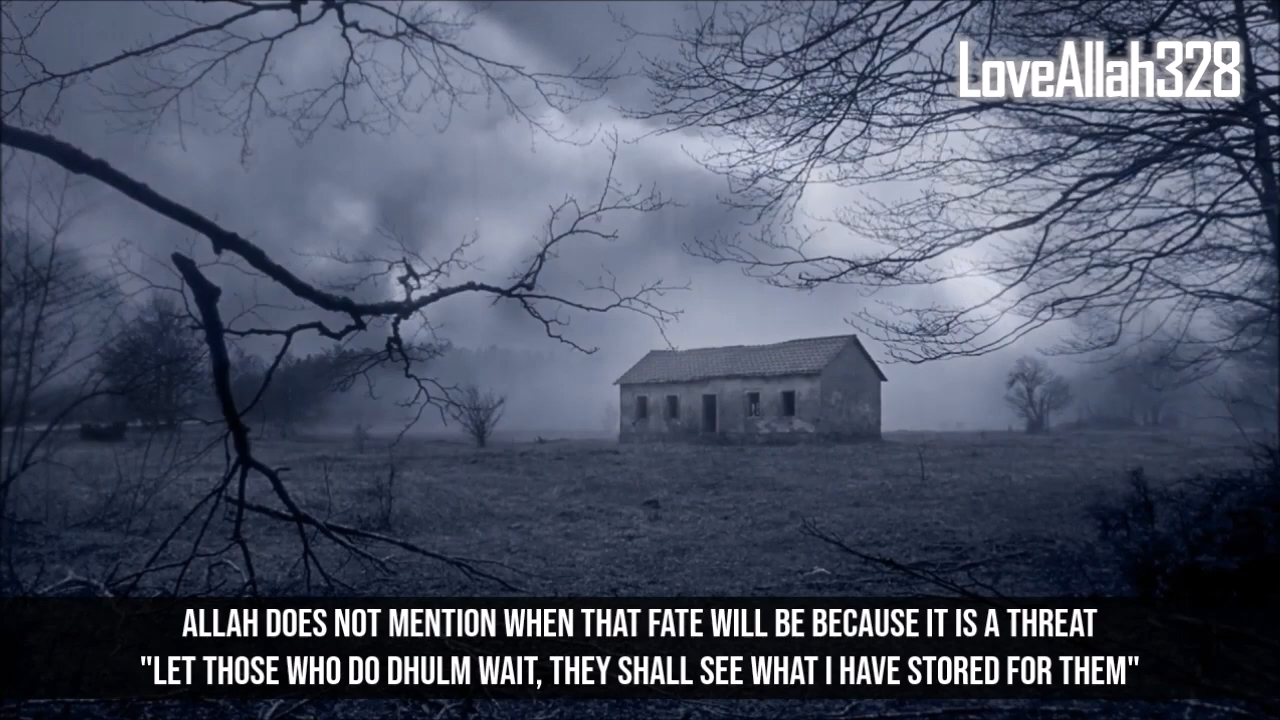 LoveAllah328
ALLAH DOES NOT MENTION WHEN THAT FATE WILL BE BECAUSE IT IS A THREAT
"LET THOSE WHO DO DHULM WAIT, THEY SHALL SEE WHAT I HAVE STORED FOR THEM"